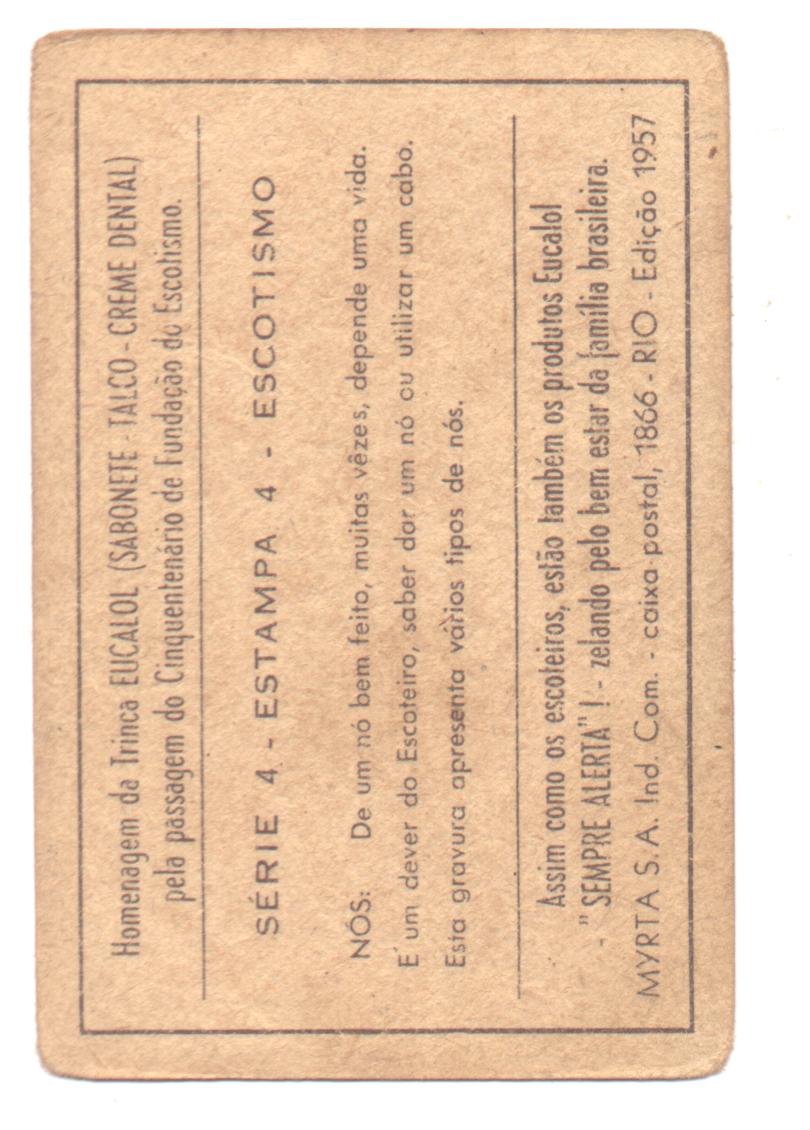 Homenagem da Trinca EUCALOL (SABONETE - TALCO - CREME DENTAL)
pela passagem do Cinquentenário de Fundação do Escotismo.
SÉRIE 4 - ESTAMPA 4 - ESCOTISMO
NÓS: De um nó bem feito, muitas vêzes, depende uma vida.
E' um dever do Escoteiro, saber dar um nó ou utilizar um cabo.
Esta gravura apresenta vários tipos de nós.
Assim como os escoteiros, estão também os produtos Eucalol
- "SEMPRE ALERTA"! - zelando pelo bem estar da família brasileira.
MYRTA S. A. Ind. Com. - caixa postal, 1866 - RIO - Edição 1957